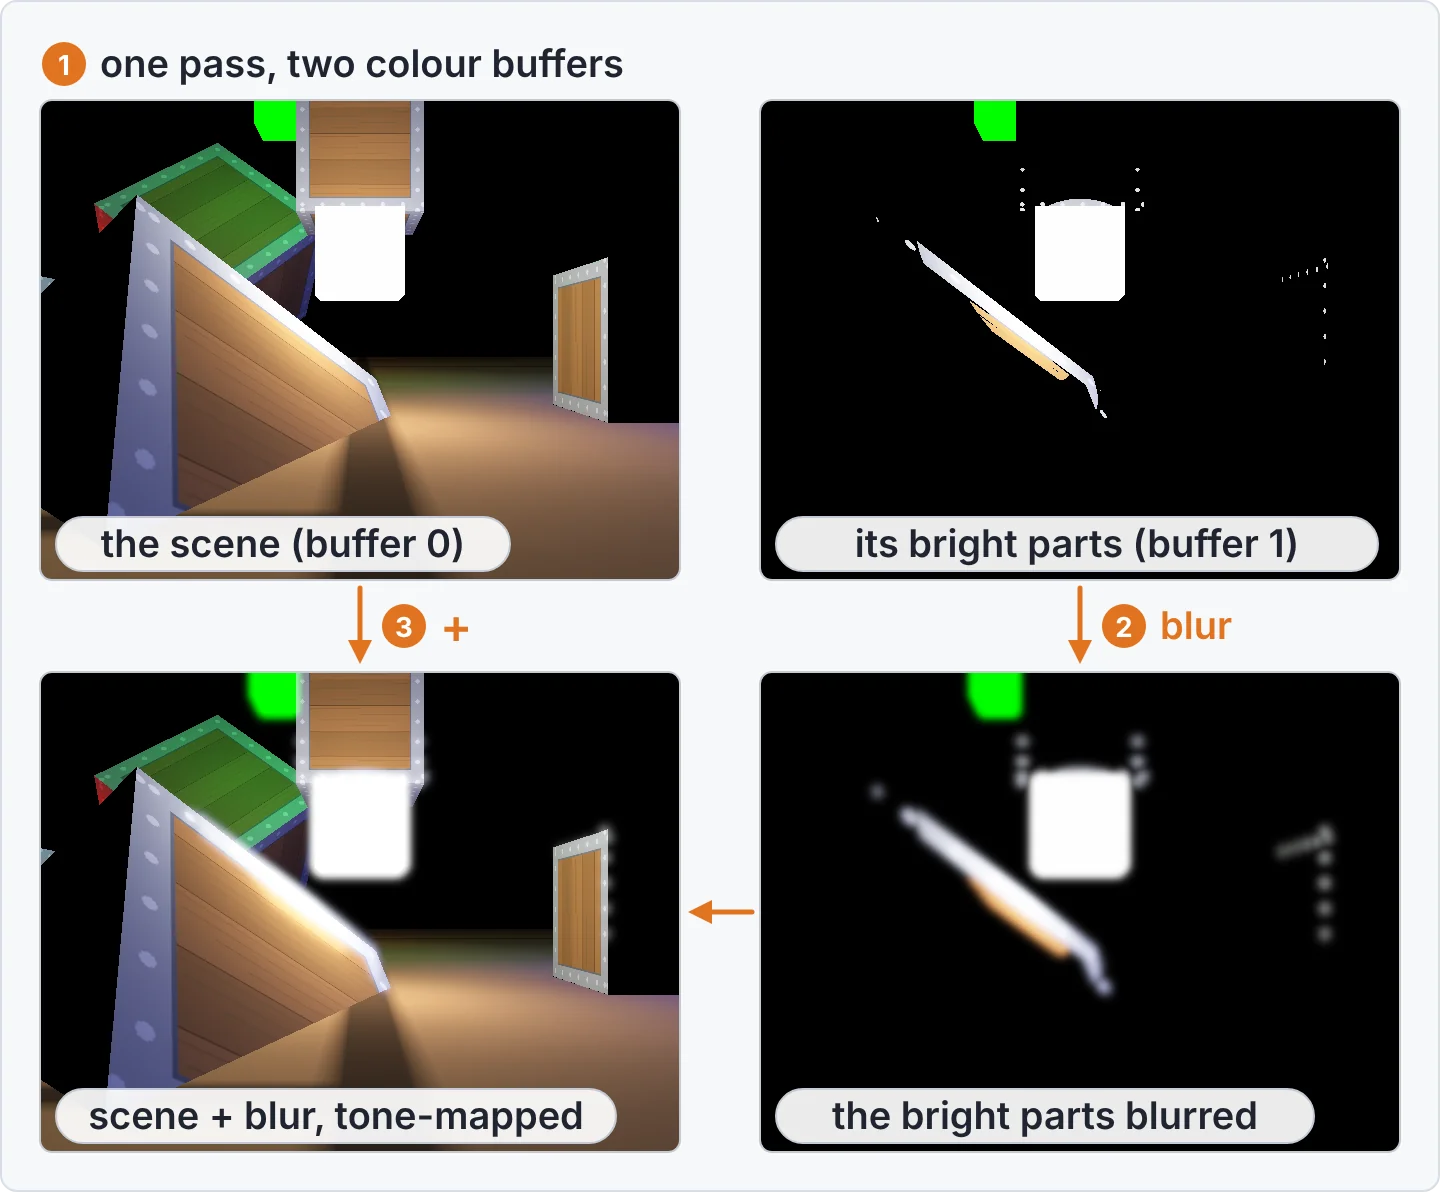 1 one pass, two colour buffers
the scene (buffer 0)
its bright parts (buffer 1)
3 +
2 blur
scene + blur, tone-mapped
the bright parts blurred